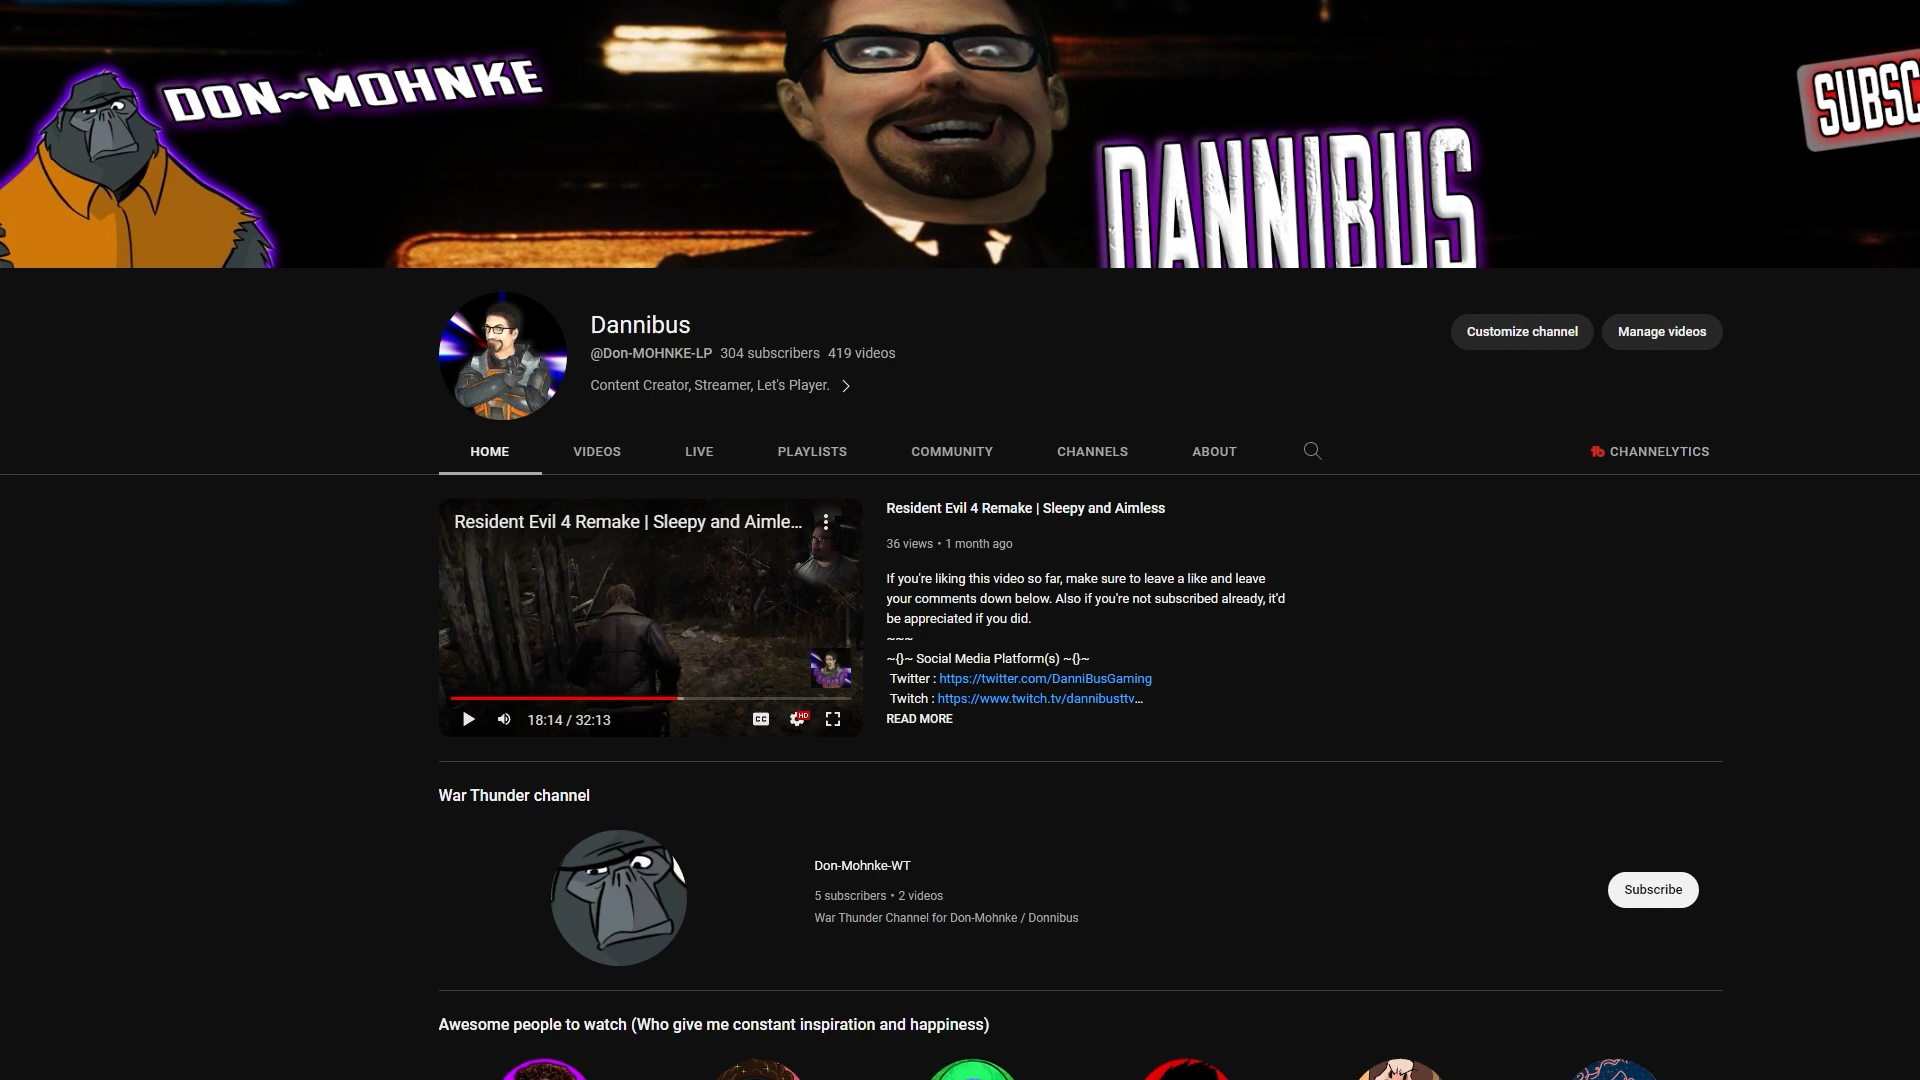 DON~MOHNKE
DANNIBUS
Dannibus
@Don-MOHNKE-LP 304 subscribers 419 videos
Content Creator, Streamer, Let's Player.
Customize channel
Manage videos
HOME VIDEOS LIVE PLAYLISTS COMMUNITY CHANNELS ABOUT
tb CHANNELYTICS
Resident Evil 4 Remake | Sleepy and Aimle...
18:14 / 32:13
CC
HD
Resident Evil 4 Remake | Sleepy and Aimless
36 views • 1 month ago
If you're liking this video so far, make sure to leave a like and leave
your comments down below. Also if you're not subscribed already, it'd
be appreciated if you did.
~~~
~{}~ Social Media Platform(s) ~{}~
Twitter : https://twitter.com/DanniBusGaming
Twitch : https://www.twitch.tv/dannibusttv...
READ MORE
War Thunder channel
Don-Mohnke-WT
5 subscribers • 2 videos
War Thunder Channel for Don-Mohnke / Donnibus
Subscribe
Awesome people to watch (Who give me constant inspiration and happiness)